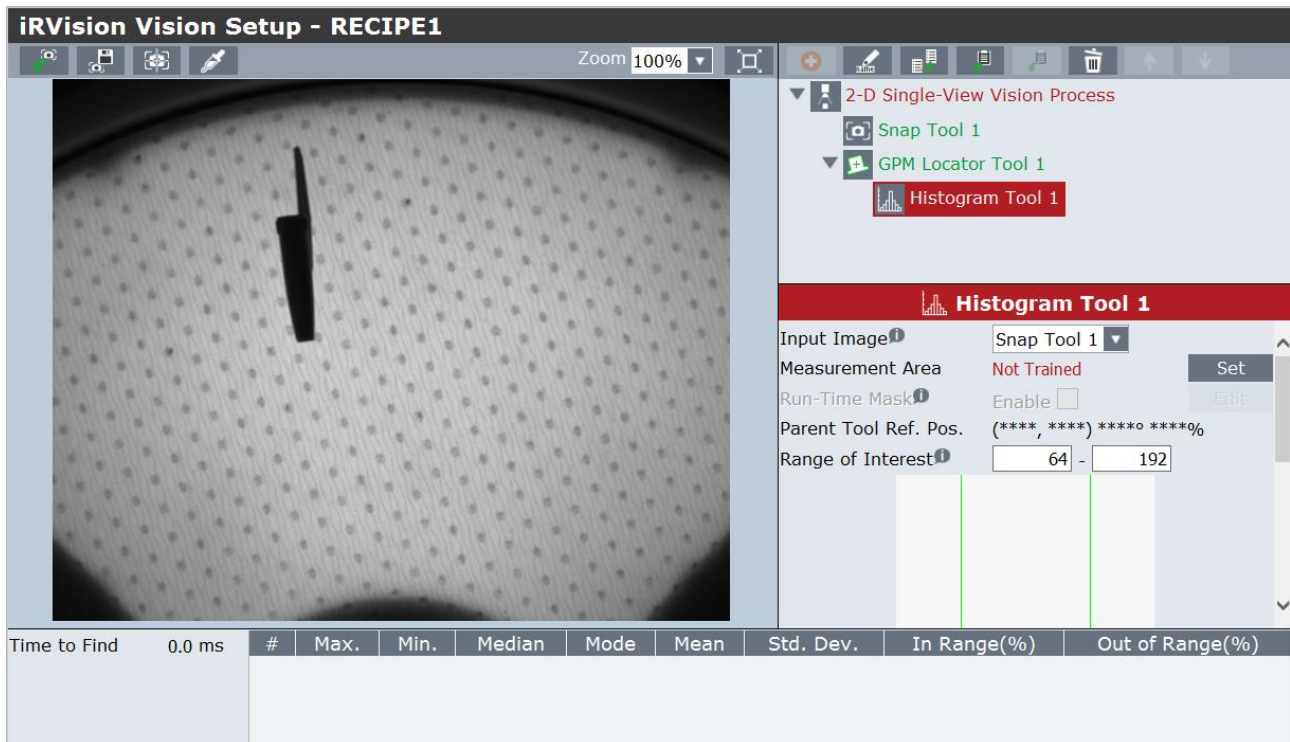 iRVision Vision Setup - RECIPE1
Zoom 100%
2-D Single-View Vision Process
Snap Tool 1
GPM Locator Tool 1
Histogram Tool 1
Histogram Tool 1
Input Image Snap Tool 1
Measurement Area Not Trained Set
Run-Time Mask Enable Edit
Parent Tool Ref. Pos. (****, ****) ****° ****%
Range of Interest 64 - 192
Time to Find 0.0 ms # Max. Min. Median Mode Mean Std. Dev. In Range(%) Out of Range(%)